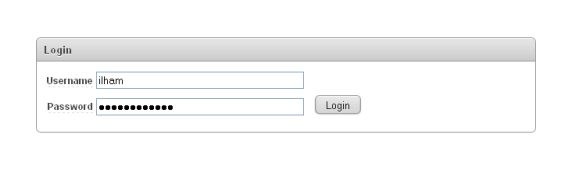 Login
Username ilham
Password ●●●●●●●●●●●● Login